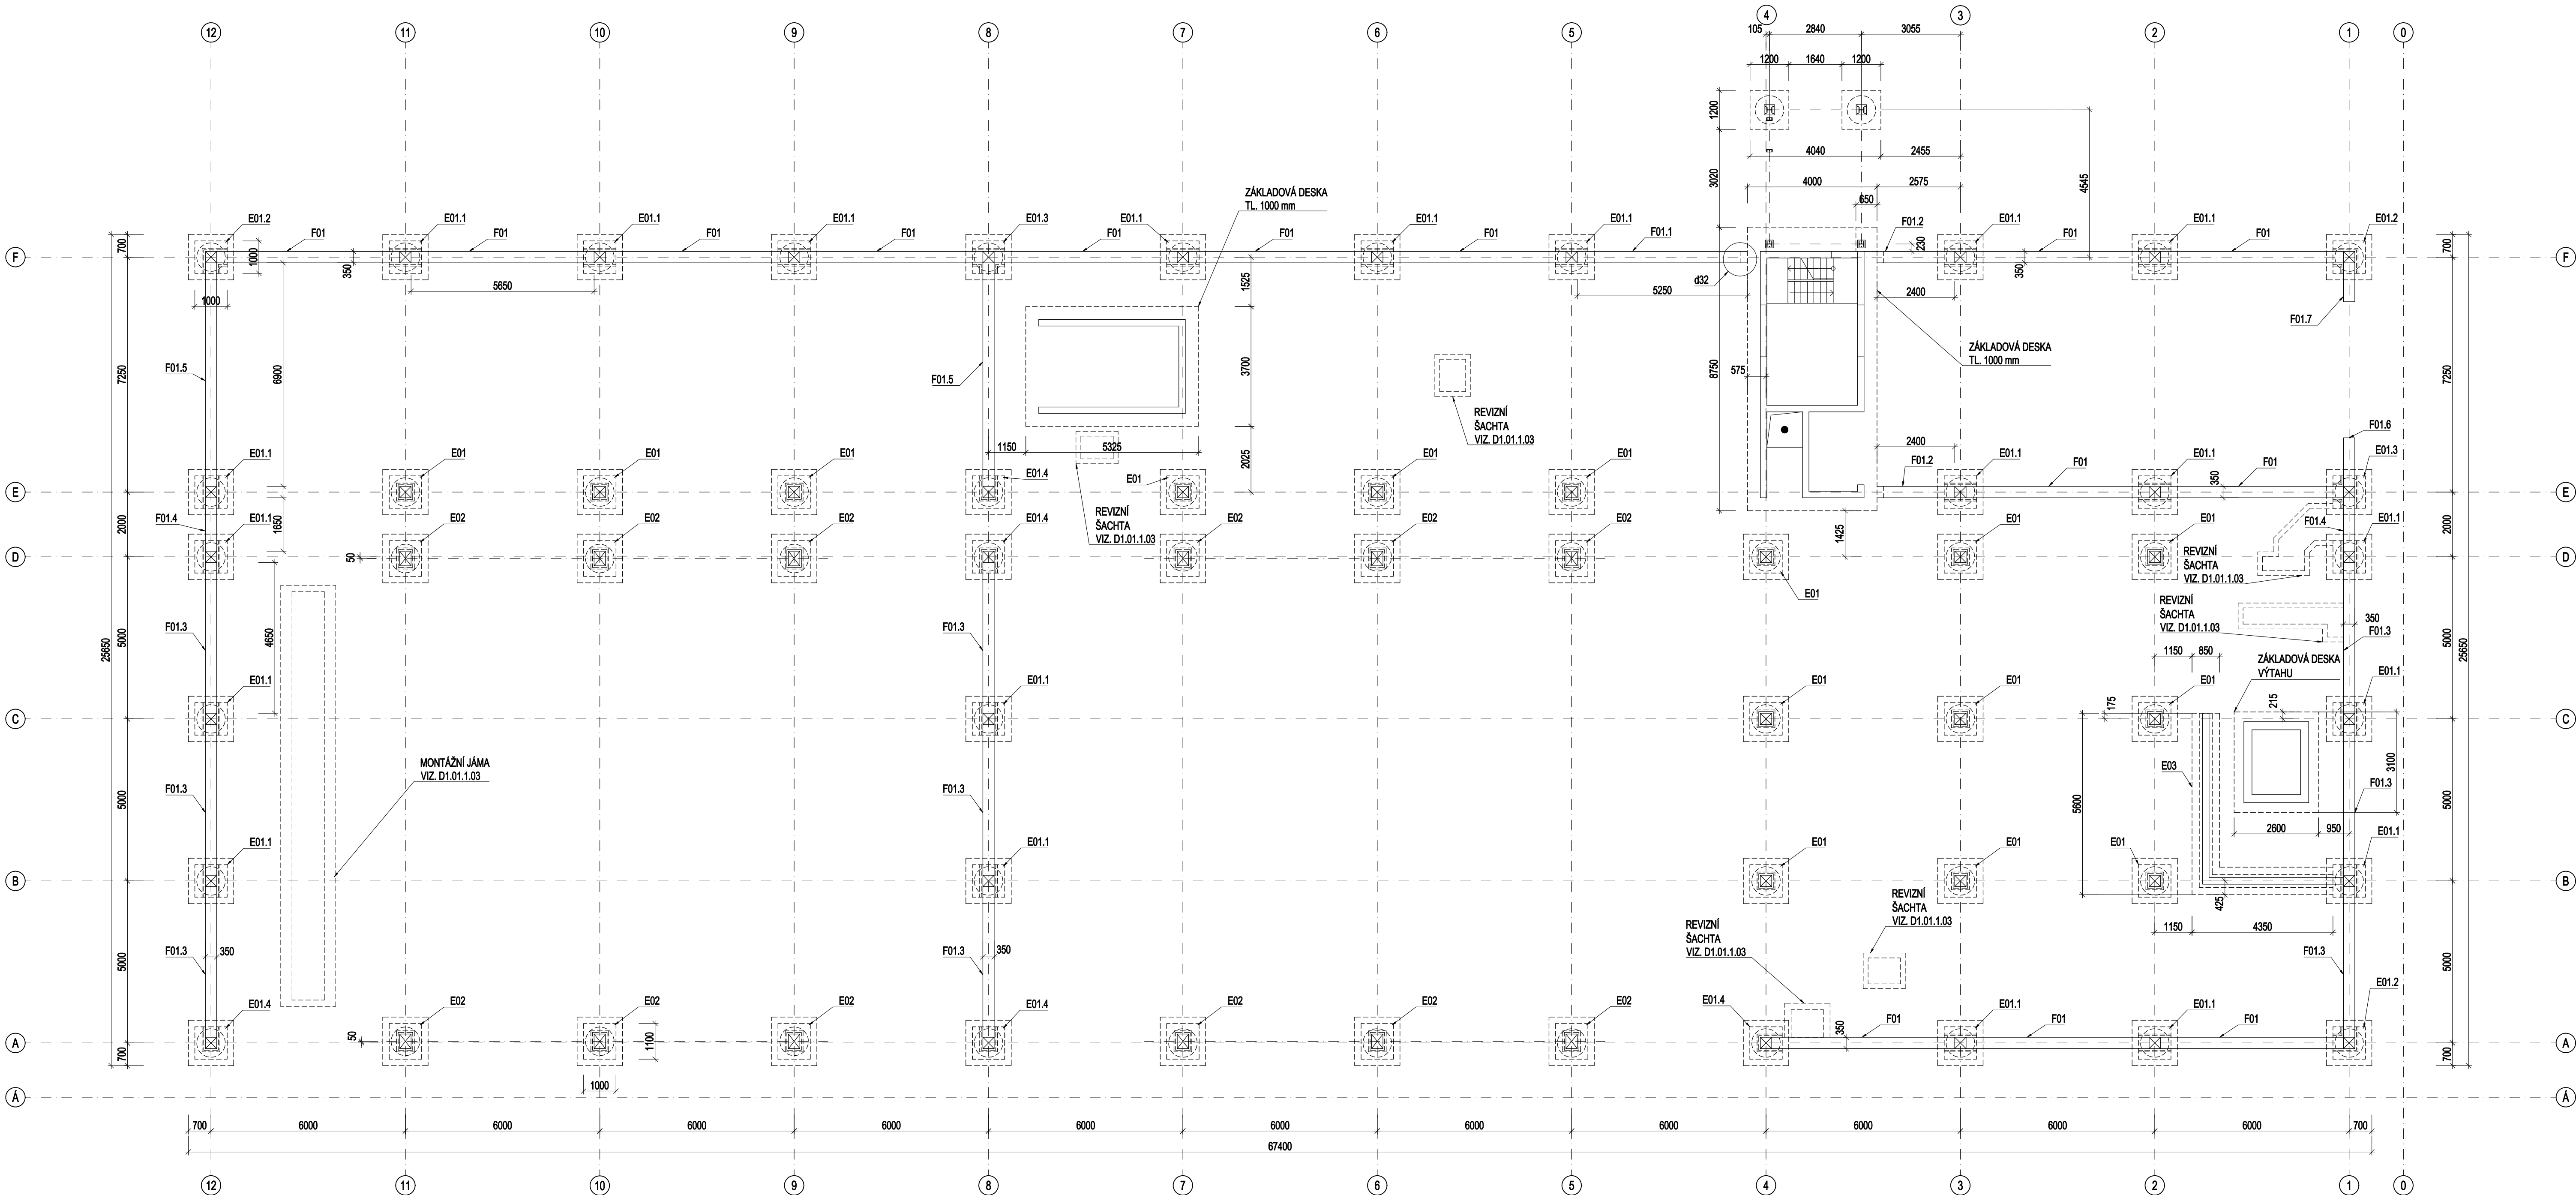 12
11
10
9
8
7
6
5
4
3
2
1
0
105
2840
3055
1200
1640
1200
1200
4040
2455
3020
4545
4000
2575
650
ZÁKLADOVÁ DESKA
TL. 1000 mm
E01.2
F01
E01.1
F01
E01.1
F01
E01.1
F01
E01.3
F01
E01.1
F01
E01.1
F01
E01.1
F01.1
F01.2
E01.1
F01
E01.1
F01
E01.2
700
F
1000
350
230
350
700
F
5650
1000
1525
d32
5250
2400
F01.7
ZÁKLADOVÁ DESKA
TL. 1000 mm
7250
F01.5
6900
F01.5
3700
575
8750
7250
REVIZNÍ
ŠACHTA
VIZ. D1.01.1.03
1150
5325
2025
2400
F01.6
E01.1
E01
E01
E01
E01.4
E01
E01
E01
F01.2
E01.1
F01
E01.1
F01
350
E01.3
E
E
2000
F01.4
E01.1
1650
E02
E02
E02
REVIZNÍ
ŠACHTA
VIZ. D1.01.1.03
E01.4
E02
E02
E02
1425
E01
E01
F01.4
E01.1
2000
D
50
E01
REVIZNÍ
ŠACHTA
VIZ. D1.01.1.03
D
25650
5000
F01.3
4650
F01.3
REVIZNÍ
ŠACHTA
VIZ. D1.01.1.03
350
F01.3
5000
25650
1150
850
ZÁKLADOVÁ DESKA
VÝTAHU
E01.1
E01.1
E01
E01
E01
E01.1
175
215
C
C
MONTÁŽNÍ JÁMA
VIZ. D1.01.1.03
5000
F01.3
F01.3
5600
E03
3100
F01.3
5000
2600
950
E01.1
E01.1
E01
E01
E01
E01.1
B
425
B
REVIZNÍ
ŠACHTA
VIZ. D1.01.1.03
1150
4350
REVIZNÍ
ŠACHTA
VIZ. D1.01.1.03
5000
F01.3
350
F01.3
350
F01.3
5000
E01.4
E02
E02
E02
E01.4
E02
E02
E02
E01.4
F01
E01.1
F01
E01.1
F01
E01.2
350
A
50
1100
A
700
700
1000
Á
Á
700
6000
6000
6000
6000
6000
6000
6000
6000
6000
6000
6000
700
67400
12
11
10
9
8
7
6
5
4
3
2
1
0